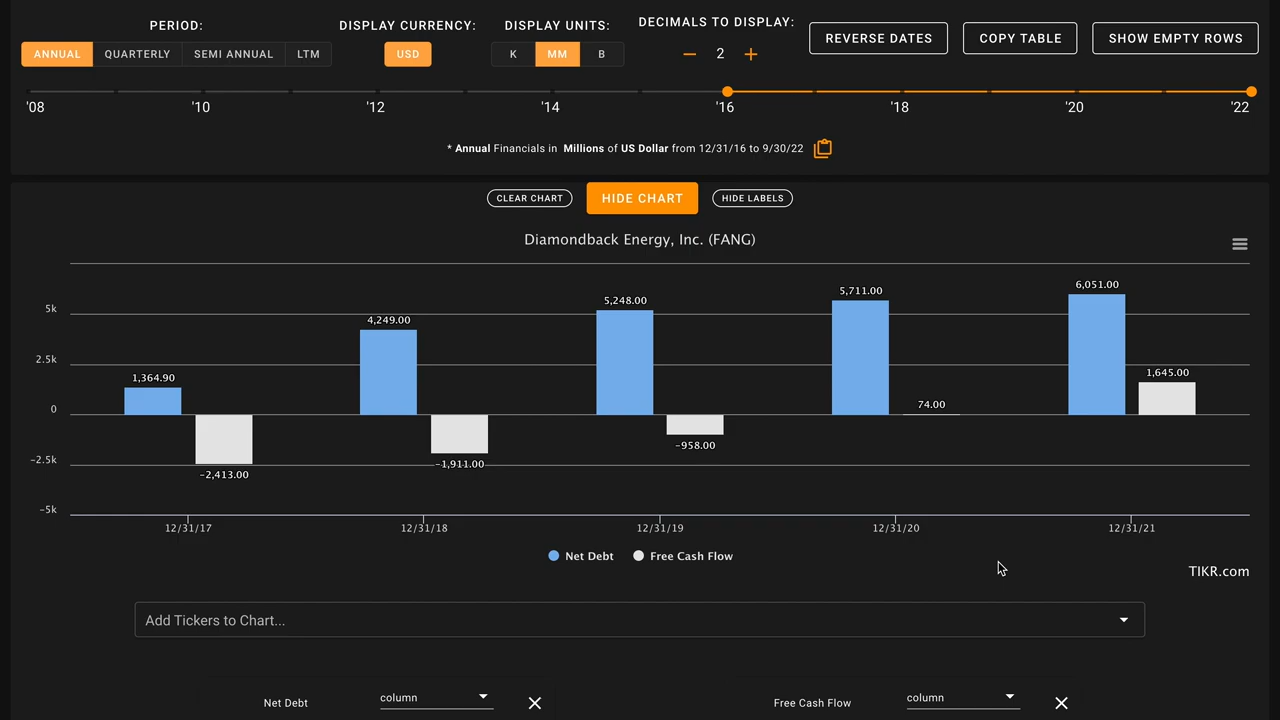 PERIOD: DISPLAY CURRENCY: DISPLAY UNITS: DECIMALS TO DISPLAY:
ANNUAL QUARTERLY SEMI ANNUAL LTM USD K MM B 2 REVERSE DATES COPY TABLE SHOW EMPTY ROWS
'08 '10 '12 '14 '16 '18 '20 '22
* Annual Financials in Millions of US Dollar from 12/31/16 to 9/30/22
CLEAR CHART HIDE CHART HIDE LABELS
Diamondback Energy, Inc. (FANG)
6,051.00
5,711.00
5,248.00
5k
4,249.00
2.5k
1,364.90
1,645.00
74.00
0
-958.00
-2.5k
-1,911.00
-2,413.00
-5k
12/31/17 12/31/18 12/31/19 12/31/20 12/31/21
Net Debt Free Cash Flow
TIKR.com
Add Tickers to Chart...
Net Debt column Free Cash Flow column